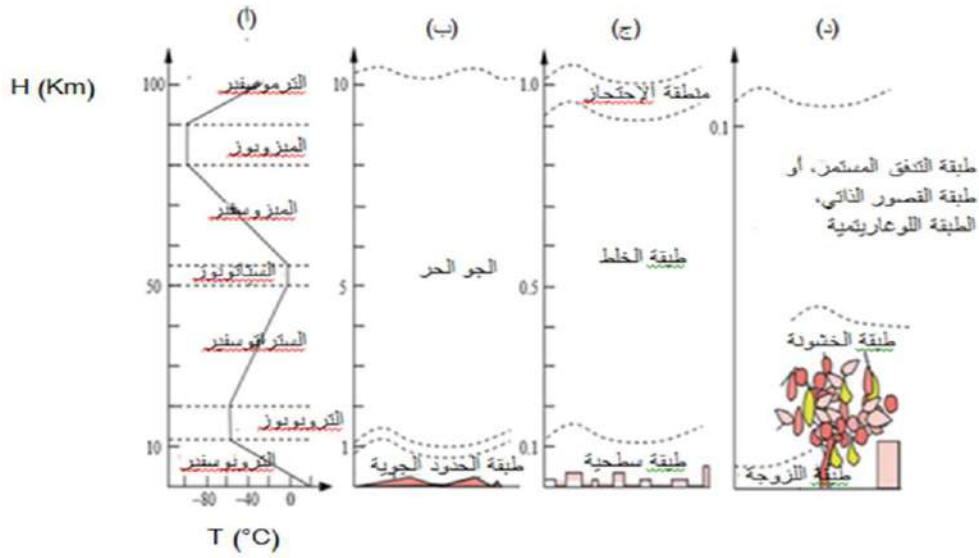 (أ)
(ب)
(ج)
(د)
H (Km)
100
50
10
الترموسفير
الميزوبوز
الميزوسفير
الستاتوبوز
الستراتوسفير
التروبوبوز
التروبوسفير
-80
-40
0
T (°C)
10
5
1
الجو الحر
طبقة الحدود الجوية
1.0
0.5
0.1
منطقة الإحتجاز
طبقة الخلط
طبقة سطحية
0.1
طبقة التدفق المستمر، أو
طبقة القصور الذاتي،
الطبقة اللوغاريتمية
طبقة الخشونة
طبقة اللزوجة